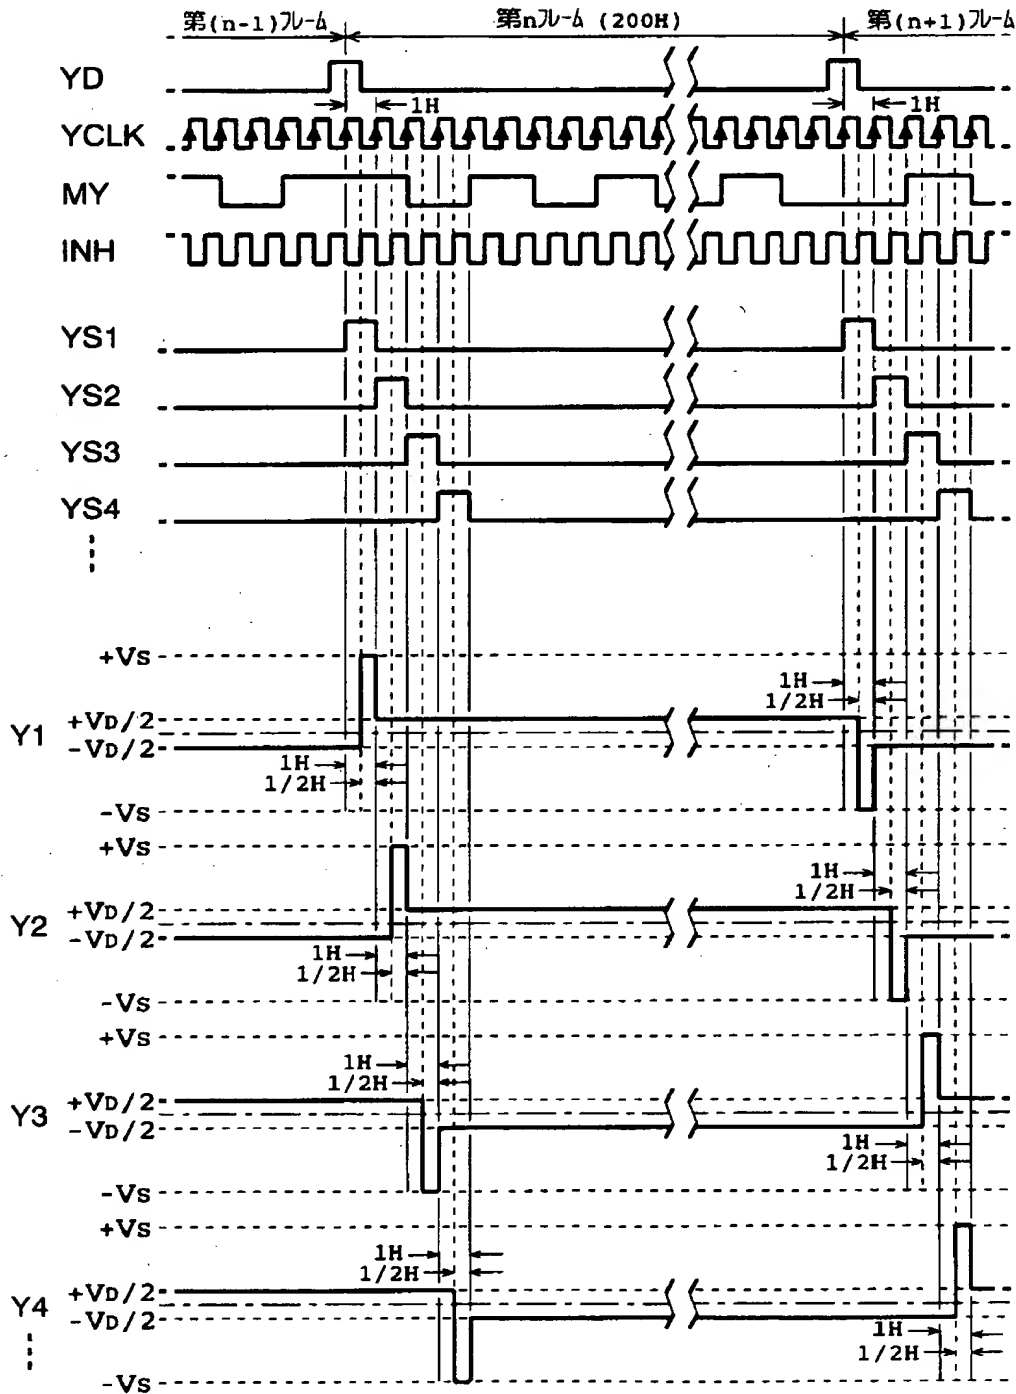 第(n-1)フレーム 第nフレーム (200H) 第(n+1)フレーム
YD
1H 1H
YCLK
MY
INH
YS1
YS2
YS3
YS4
+VS
1H
1/2H
Y1
+VD/2
-VD/2
1H
1/2H
-VS
+VS
1H
1/2H
Y2
+VD/2
-VD/2
1H
1/2H
-VS
+VS
1H
1/2H
Y3
+VD/2
-VD/2
1H
1/2H
-VS
+VS
1H
1/2H
Y4
+VD/2
-VD/2
1H
1/2H
-VS